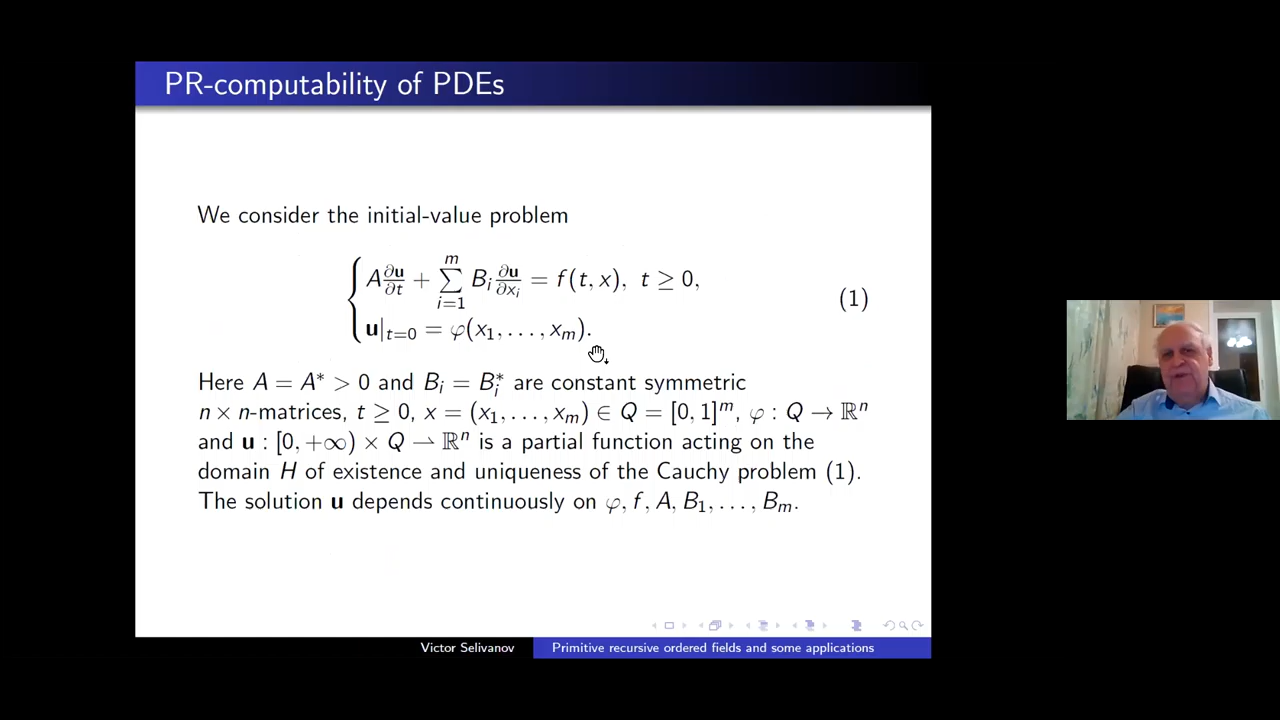 PR-computability of PDEs
We consider the initial-value problem
{ A ∂u/∂t + ∑_{i=1}^{m} B_i ∂u/∂x_i = f(t, x), t ≥ 0,
u|_{t=0} = φ(x_1, . . . , x_m).
(1)
Here A = A* > 0 and B_i = B_i* are constant symmetric
n × n-matrices, t ≥ 0, x = (x_1, . . . , x_m) ∈ Q = [0, 1]^m, φ : Q → ℝ^n
and u : [0, +∞) × Q ⇀ ℝ^n is a partial function acting on the
domain H of existence and uniqueness of the Cauchy problem (1).
The solution u depends continuously on φ, f, A, B_1, . . . , B_m.
Victor Selivanov
Primitive recursive ordered fields and some applications